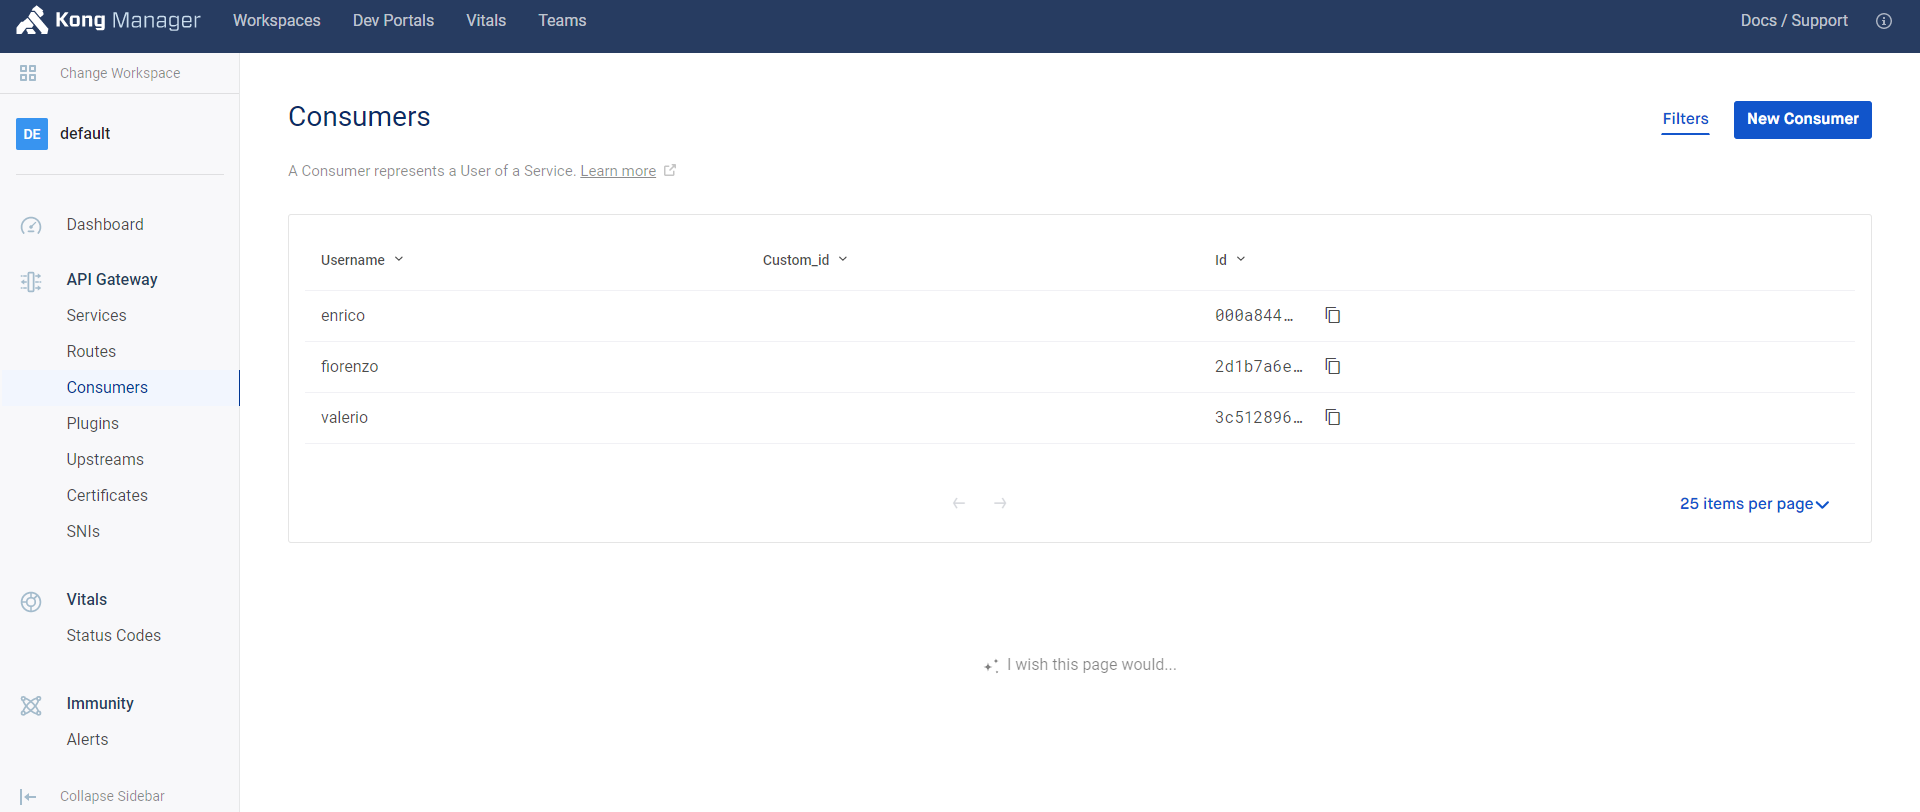 Kong Manager Workspaces Dev Portals Vitals Teams Docs / Support
Change Workspace
DE default
Dashboard
API Gateway
Services
Routes
Consumers
Plugins
Upstreams
Certificates
SNIs
Vitals
Status Codes
Immunity
Alerts
Collapse Sidebar
Consumers
Filters New Consumer
A Consumer represents a User of a Service. Learn more
Username Custom_id Id
enrico 000a844…
fiorenzo 2d1b7a6e…
valerio 3c512896…
25 items per page
I wish this page would...